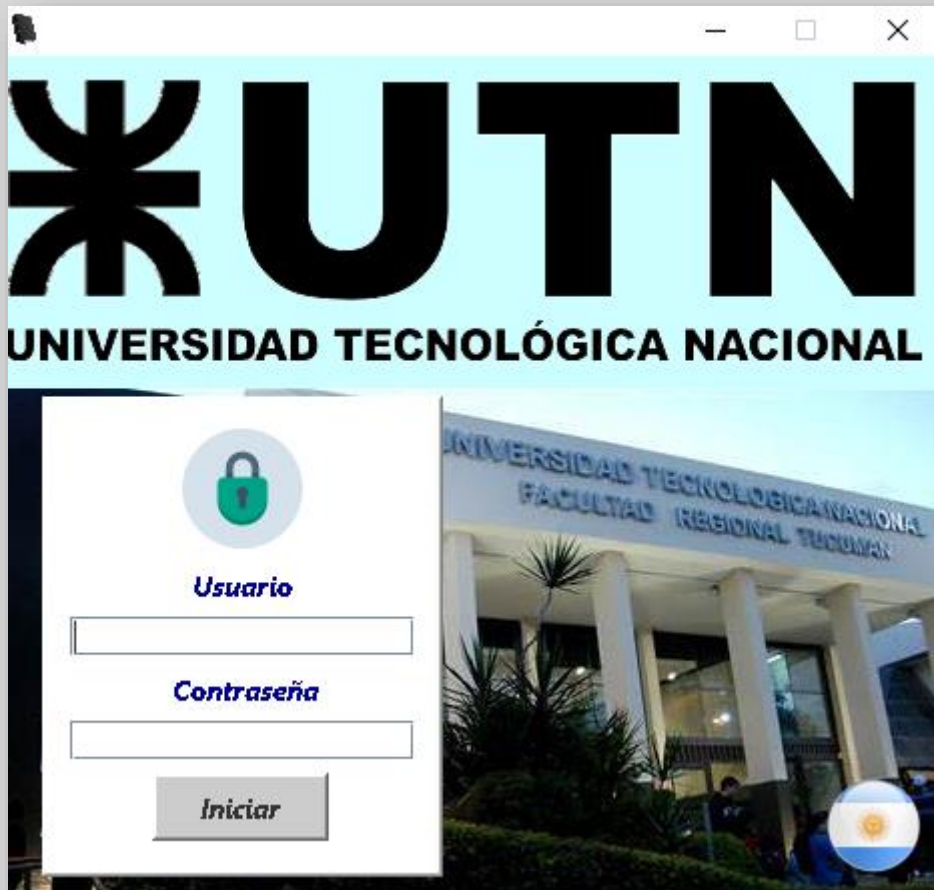 UTN
UNIVERSIDAD TECNOLÓGICA NACIONAL
UNIVERSIDAD TECNOLOGICA NACIONAL
FACULTAD REGIONAL TUCUMAN
Usuario
Contraseña
Iniciar